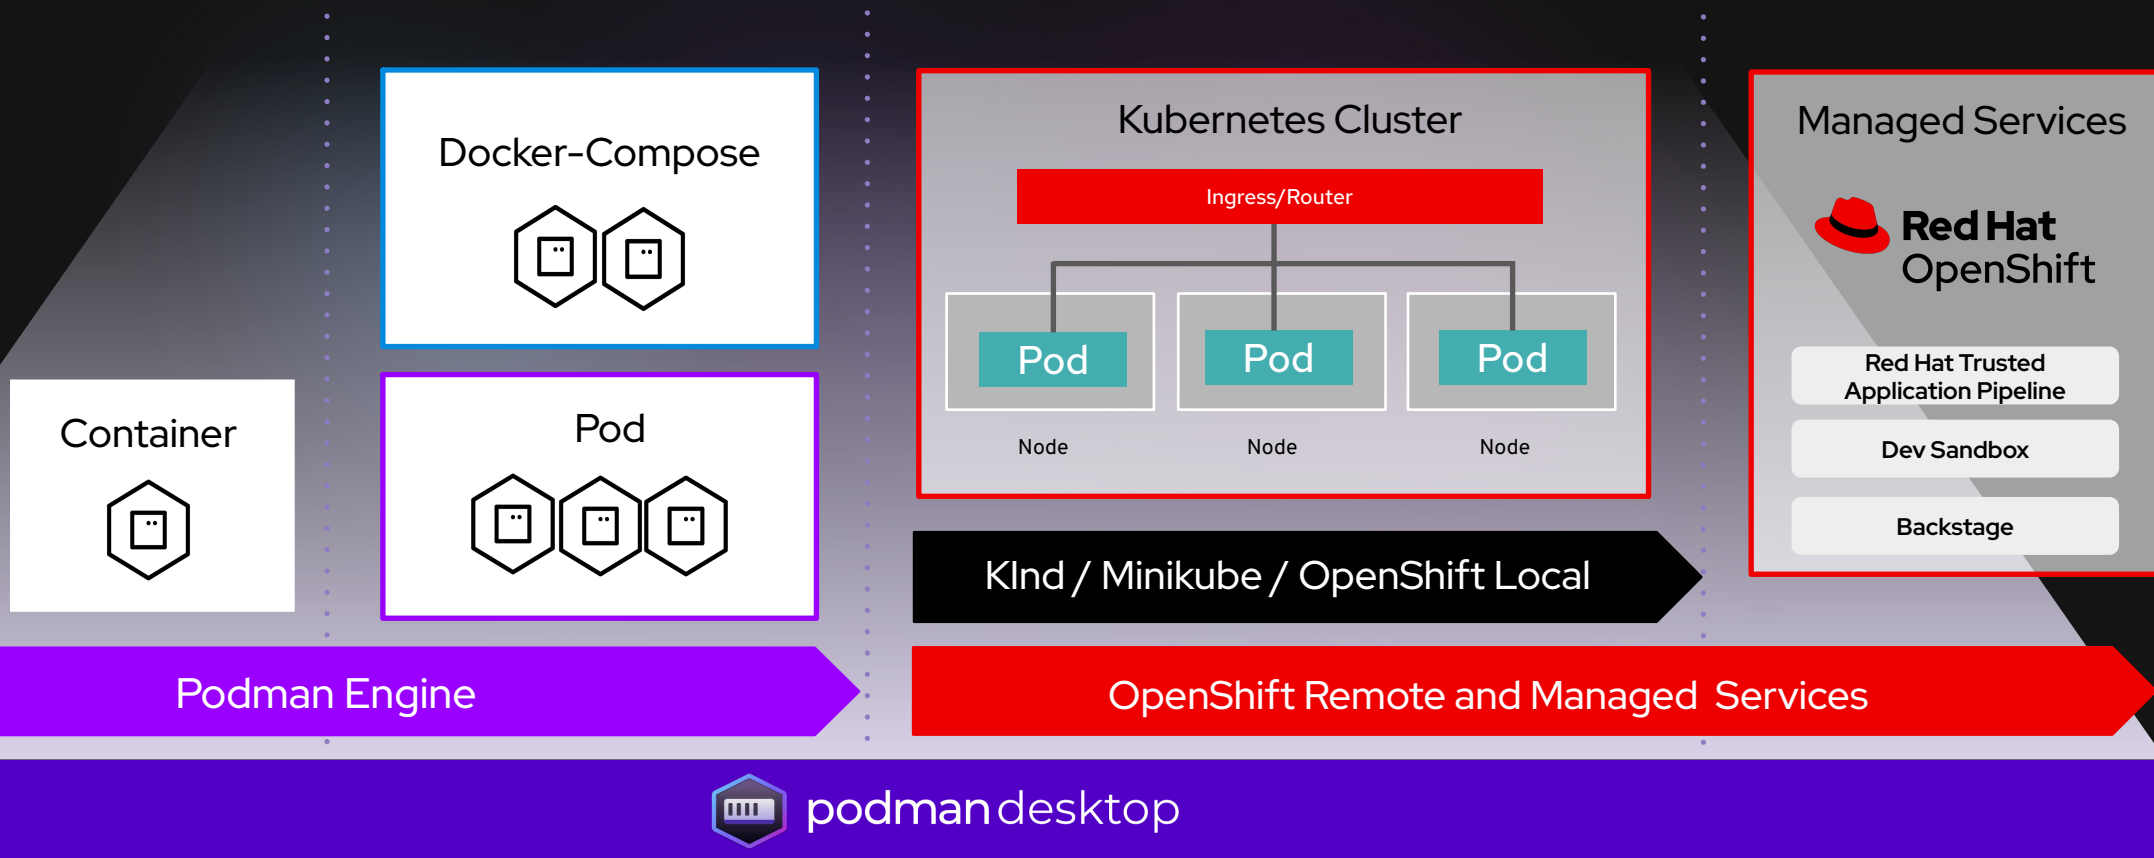 Container
Docker-Compose
Pod
Kubernetes Cluster
Ingress/Router
Pod
Pod
Pod
Node
Node
Node
Managed Services
Red Hat
OpenShift
Red Hat Trusted
Application Pipeline
Dev Sandbox
Backstage
KInd / Minikube / OpenShift Local
Podman Engine
OpenShift Remote and Managed Services
podman desktop